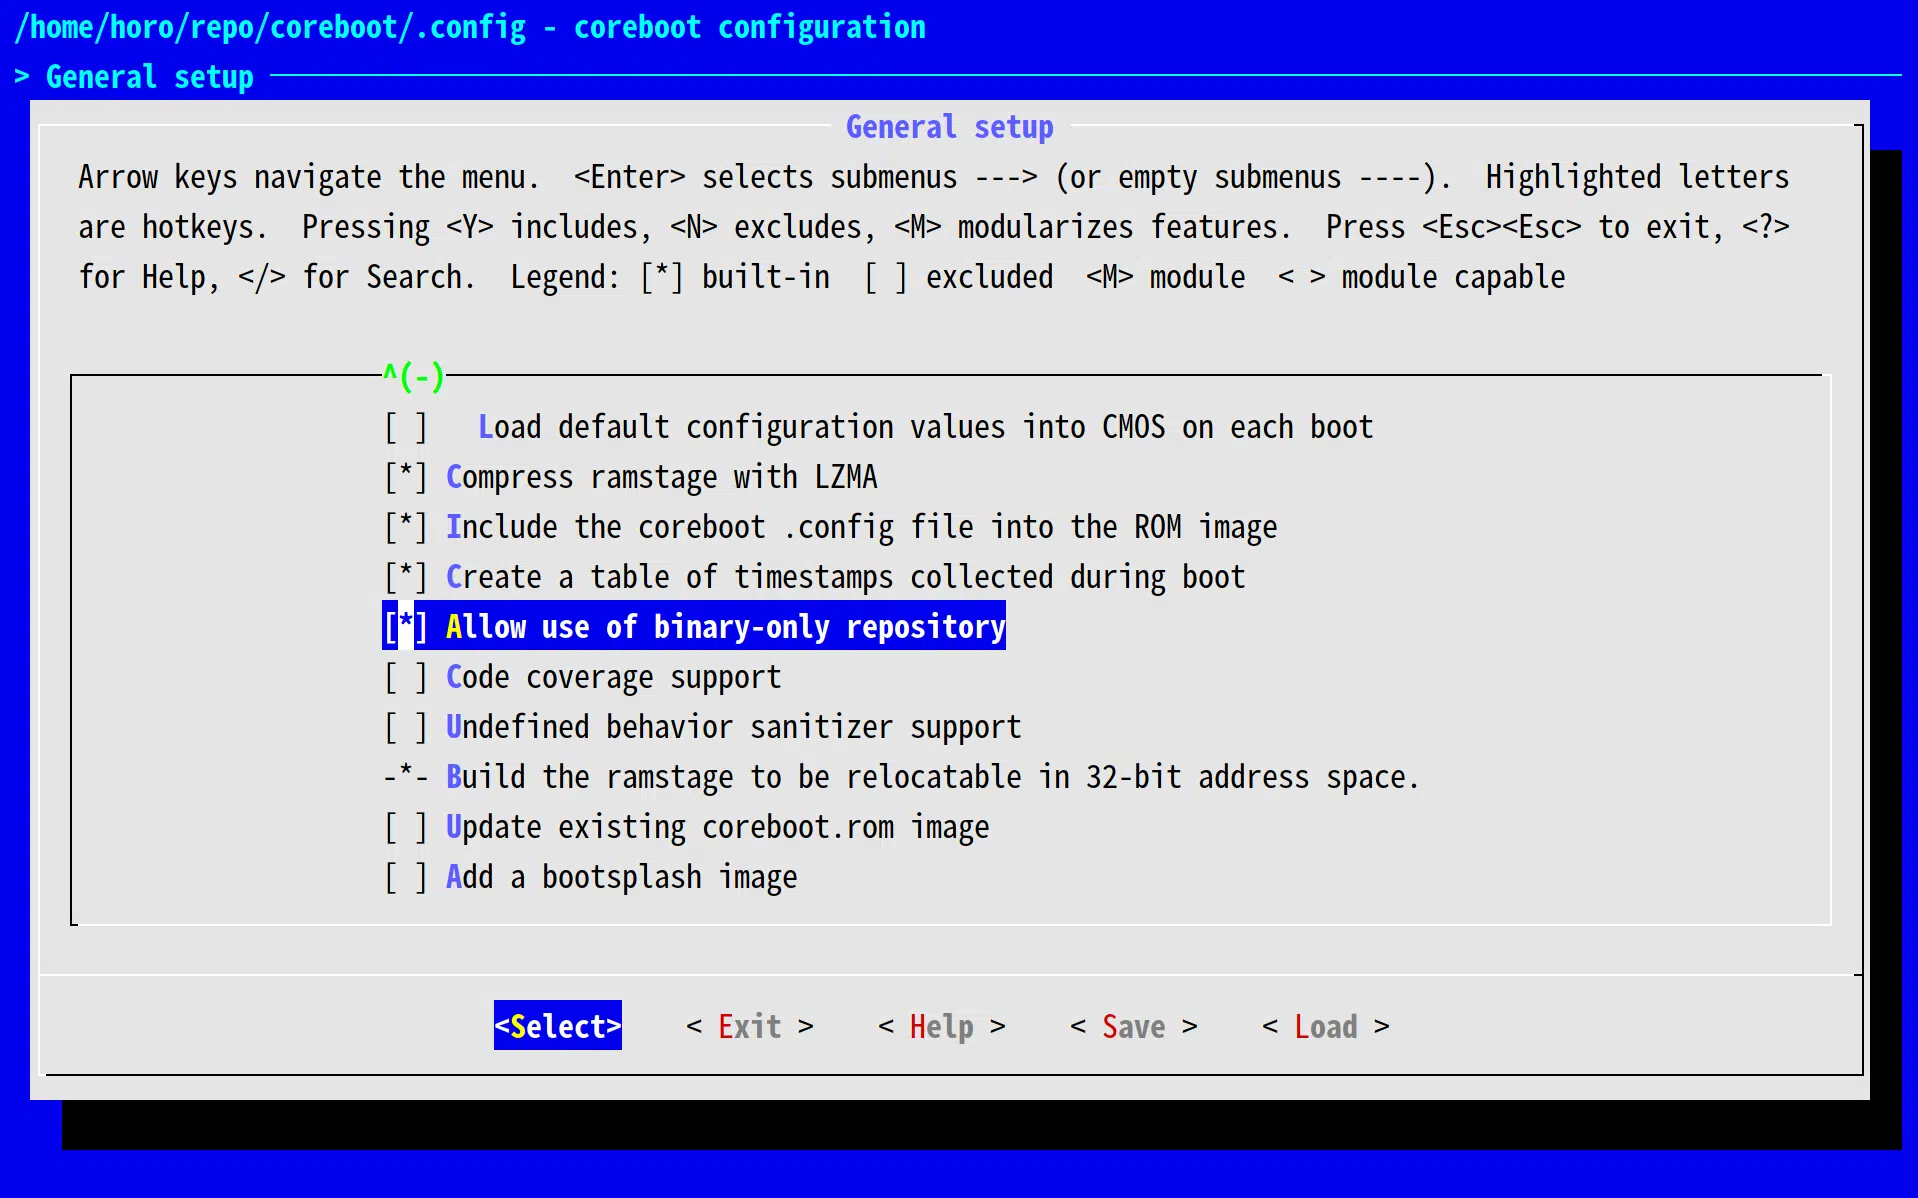 /home/horo/repo/coreboot/.config - coreboot configuration
> General setup
General setup
Arrow keys navigate the menu.  <Enter> selects submenus ---> (or empty submenus ----).  Highlighted letters
are hotkeys.  Pressing <Y> includes, <N> excludes, <M> modularizes features.  Press <Esc><Esc> to exit, <?>
for Help, </> for Search.  Legend: [*] built-in  [ ] excluded  <M> module  < > module capable
^(-)
[ ]   Load default configuration values into CMOS on each boot
[*] Compress ramstage with LZMA
[*] Include the coreboot .config file into the ROM image
[*] Create a table of timestamps collected during boot
[*] Allow use of binary-only repository
[ ] Code coverage support
[ ] Undefined behavior sanitizer support
-*- Build the ramstage to be relocatable in 32-bit address space.
[ ] Update existing coreboot.rom image
[ ] Add a bootsplash image
<Select>    < Exit >    < Help >    < Save >    < Load >